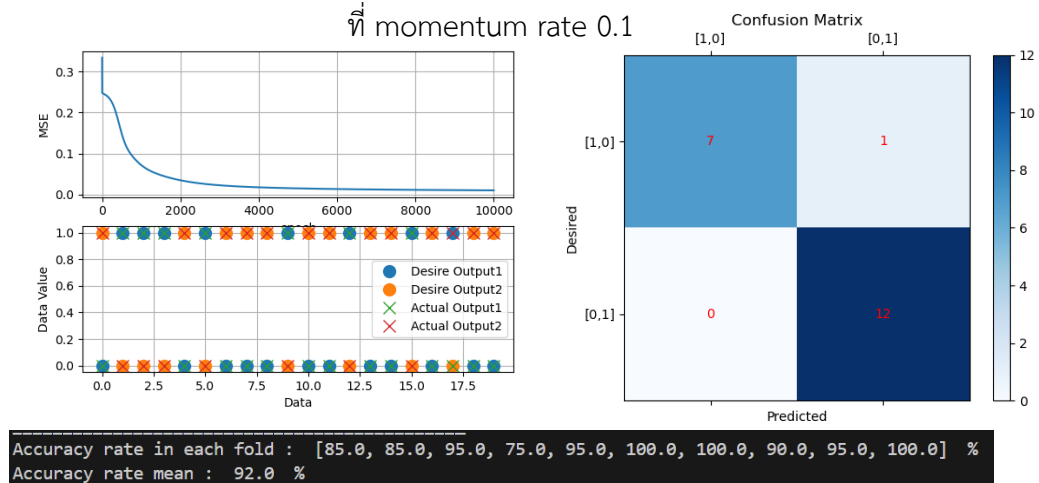 ที่ momentum rate 0.1
MSE
0.3
0.2
0.1
0.0
0 2000 4000 6000 8000 10000
epoch
Data Value
1.0
0.8
0.6
0.4
0.2
0.0
Desire Output1
Desire Output2
Actual Output1
Actual Output2
0.0 2.5 5.0 7.5 10.0 12.5 15.0 17.5
Data
Confusion Matrix
[1,0] [0,1]
Desired
[1,0] 7 1
[0,1] 0 12
Predicted
12
10
8
6
4
2
0
Accuracy rate in each fold : [85.0, 85.0, 95.0, 75.0, 95.0, 100.0, 100.0, 90.0, 95.0, 100.0] %
Accuracy rate mean : 92.0 %